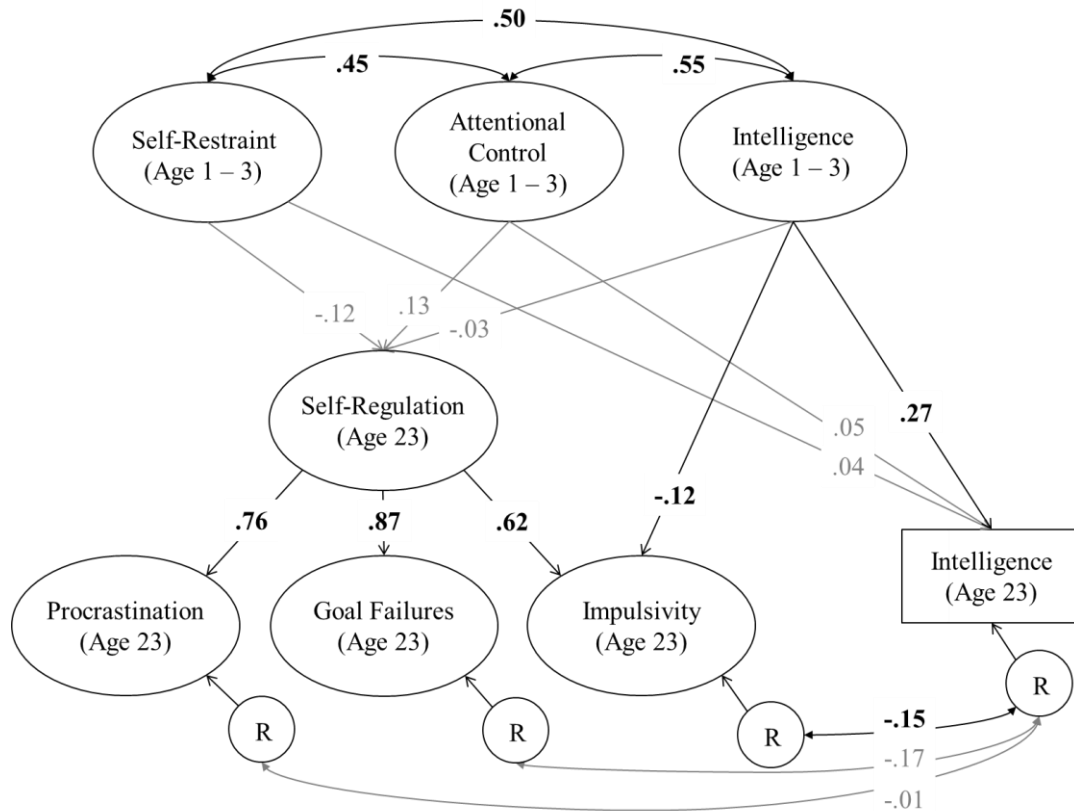 .50
.45
.55
Self-Restraint
(Age 1 – 3)
Attentional
Control
(Age 1 – 3)
Intelligence
(Age 1 – 3)
-.12
.13
-.03
Self-Regulation
(Age 23)
.27
.05
.04
.76
.87
.62
-.12
Procrastination
(Age 23)
Goal Failures
(Age 23)
Impulsivity
(Age 23)
Intelligence
(Age 23)
R
R
R
R
-.15
-.17
-.01